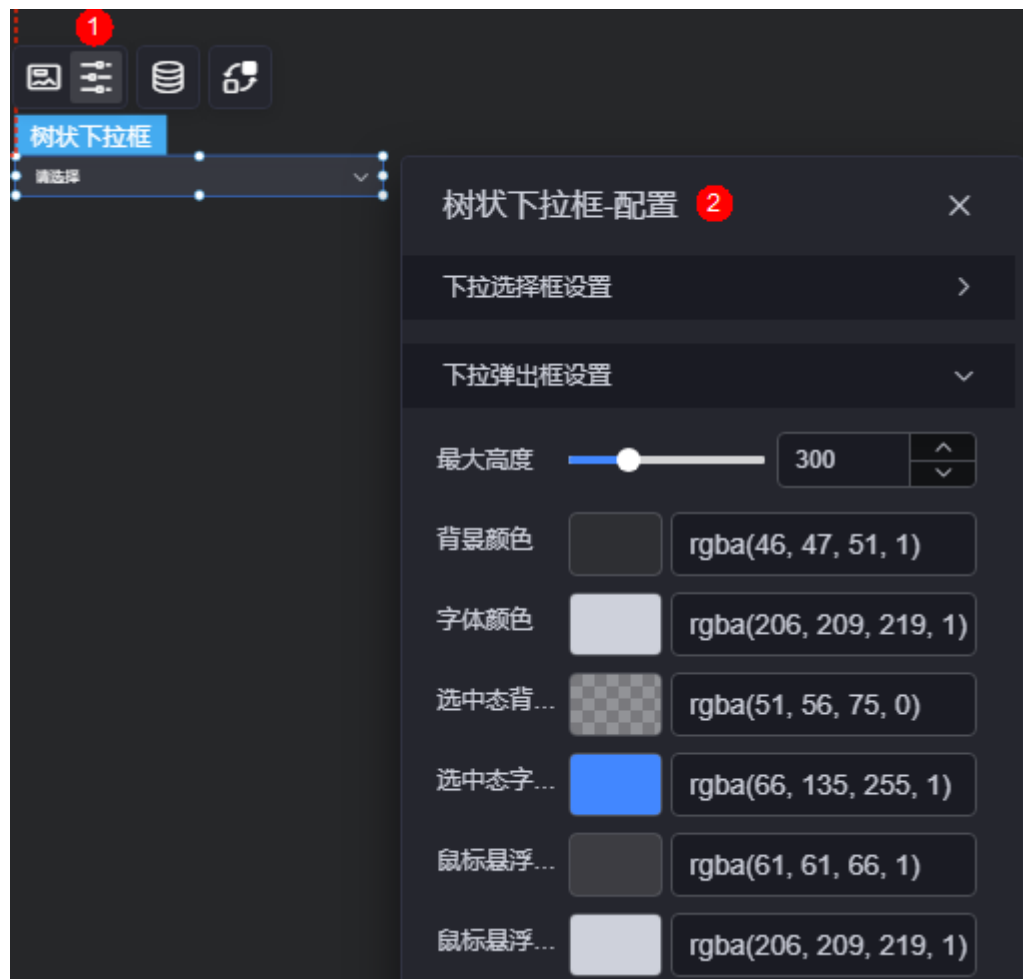 1
树状下拉框
请选择
树状下拉框-配置 2
下拉选择框设置
下拉弹出框设置
最大高度 300
背景颜色 rgba(46, 47, 51, 1)
字体颜色 rgba(206, 209, 219, 1)
选中态背... rgba(51, 56, 75, 0)
选中态字... rgba(66, 135, 255, 1)
鼠标悬浮... rgba(61, 61, 66, 1)
鼠标悬浮... rgba(206, 209, 219, 1)